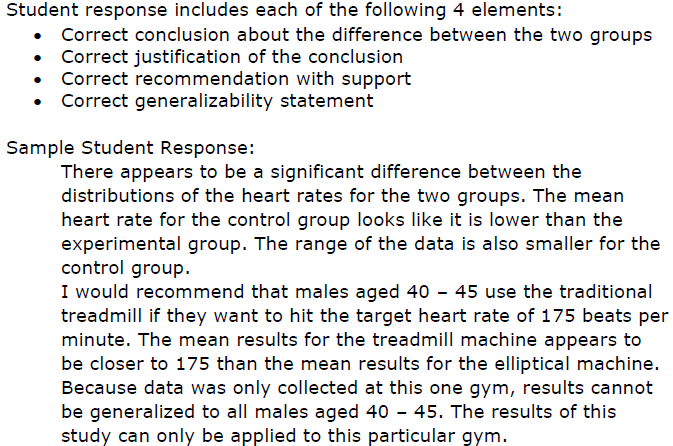 Student response includes each of the following 4 elements:
• Correct conclusion about the difference between the two groups
• Correct justification of the conclusion
• Correct recommendation with support
• Correct generalizability statement
Sample Student Response:
There appears to be a significant difference between the
distributions of the heart rates for the two groups. The mean
heart rate for the control group looks like it is lower than the
experimental group. The range of the data is also smaller for the
control group.
I would recommend that males aged 40 – 45 use the traditional
treadmill if they want to hit the target heart rate of 175 beats per
minute. The mean results for the treadmill machine appears to
be closer to 175 than the mean results for the elliptical machine.
Because data was only collected at this one gym, results cannot
be generalized to all males aged 40 – 45. The results of this
study can only be applied to this particular gym.